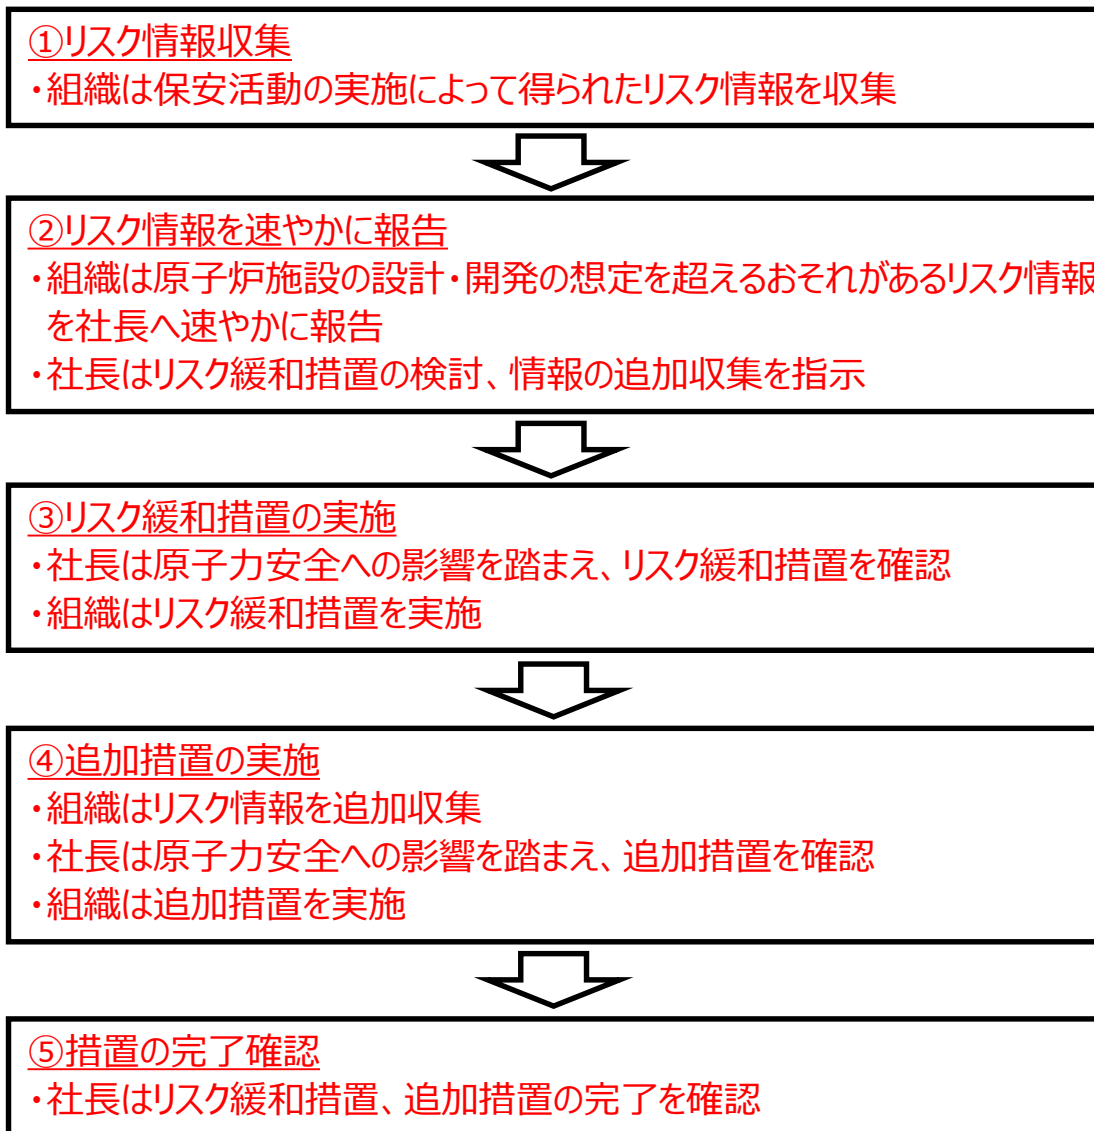 ①リスク情報収集
・組織は保安活動の実施によって得られたリスク情報を収集
②リスク情報を速やかに報告
・組織は原子炉施設の設計・開発の想定を超えるおそれがあるリスク情報
を社長へ速やかに報告
・社長はリスク緩和措置の検討、情報の追加収集を指示
③リスク緩和措置の実施
・社長は原子力安全への影響を踏まえ、リスク緩和措置を確認
・組織はリスク緩和措置を実施
④追加措置の実施
・組織はリスク情報を追加収集
・社長は原子力安全への影響を踏まえ、追加措置を確認
・組織は追加措置を実施
⑤措置の完了確認
・社長はリスク緩和措置、追加措置の完了を確認